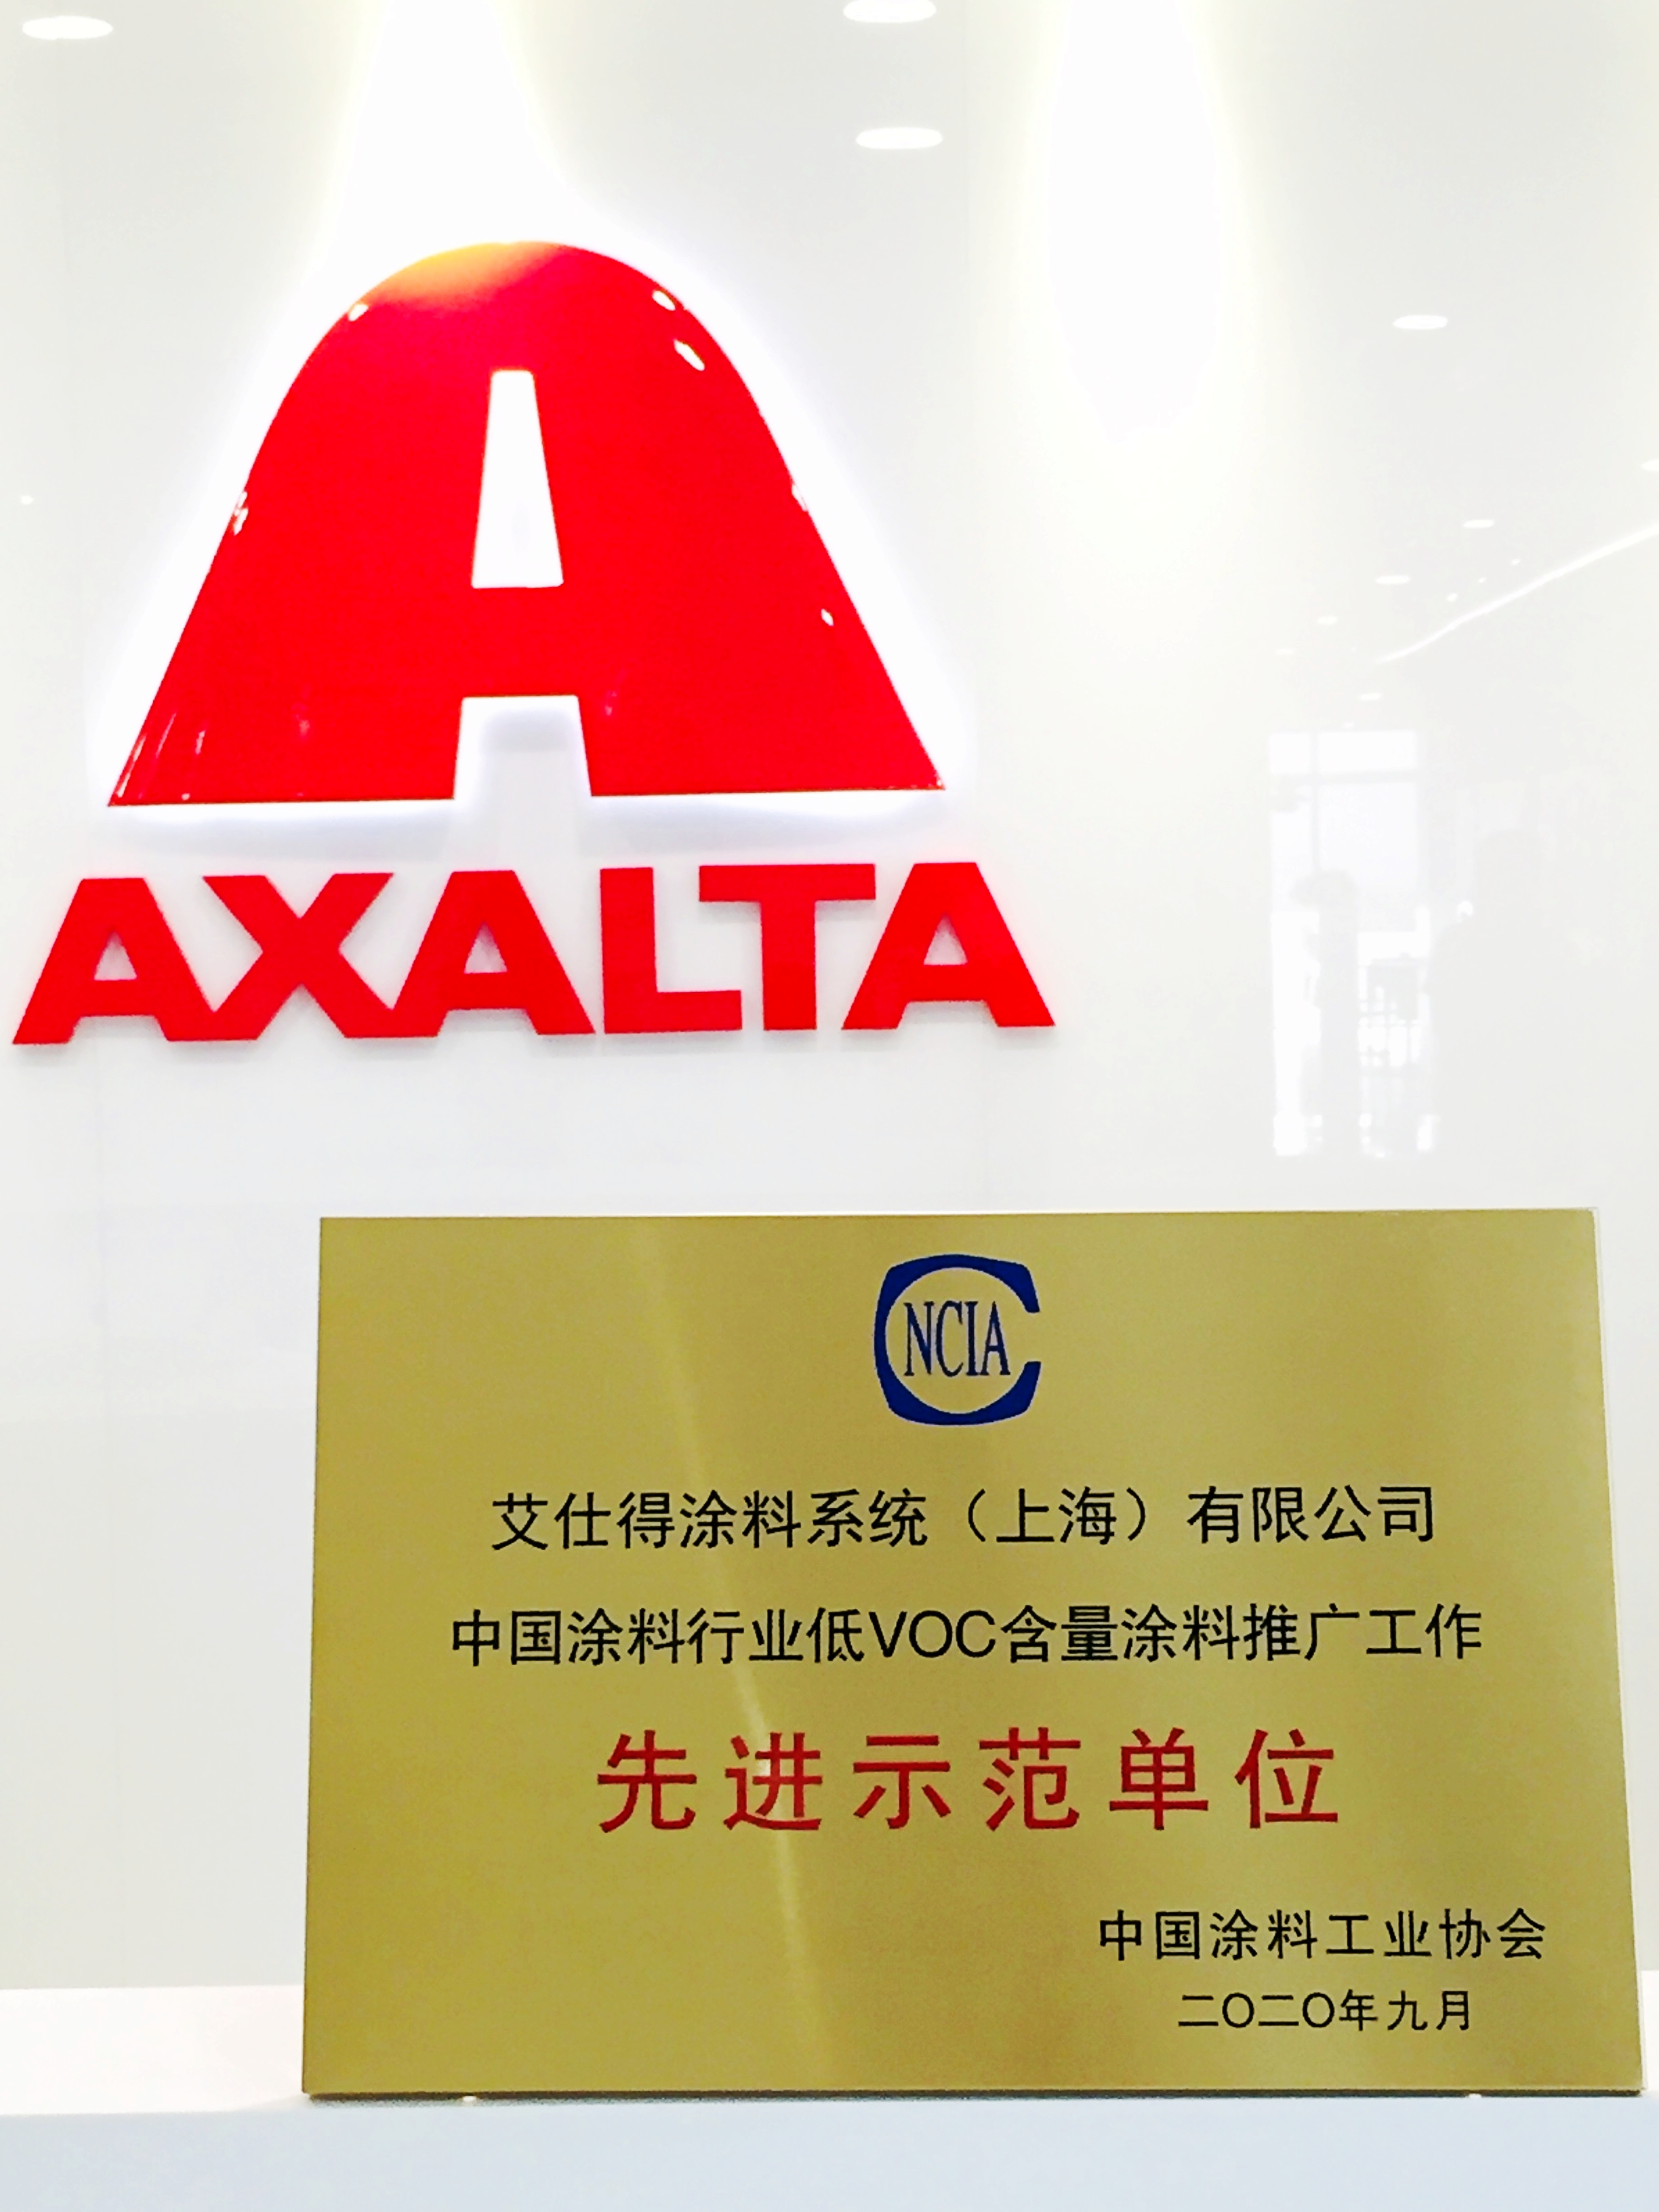 A
AXALTA
NCIA
艾仕得涂料系统（上海）有限公司
中国涂料行业低VOC含量涂料推广工作
先进示范单位
中国涂料工业协会
二〇二〇年九月